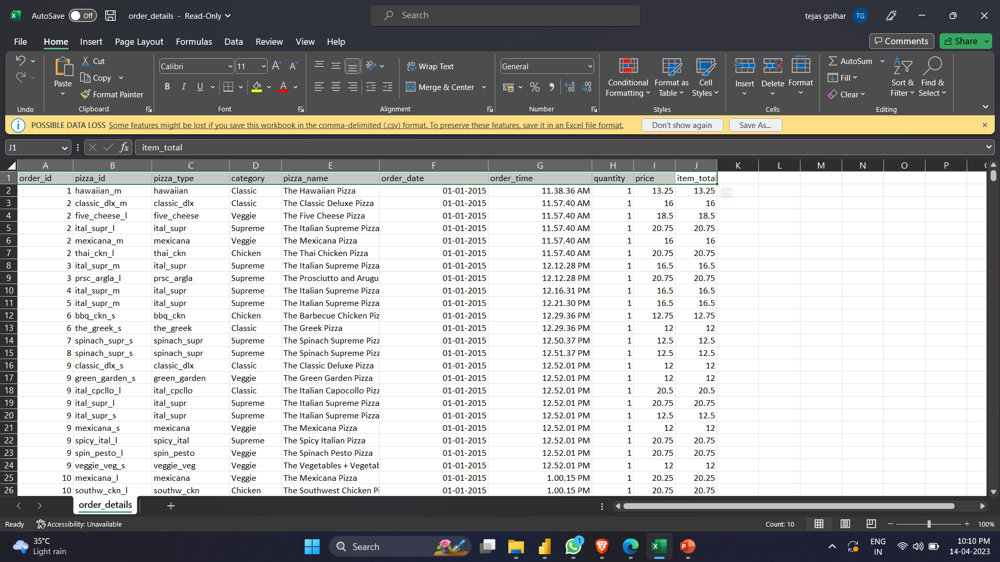 AutoSave Off order_details - Read-Only Search tejas golhar TG
File Home Insert Page Layout Formulas Data Review View Help Comments Share
Paste Cut Copy Format Painter
Calibri 11 B I U A
Wrap Text Merge & Center
General
Conditional Formatting Format as Table Cell Styles
Insert Delete Format
AutoSum Fill Clear Sort & Filter Find & Select
Undo Clipboard Font Alignment Number Styles Cells Editing
POSSIBLE DATA LOSS Some features might be lost if you save this workbook in the comma-delimited (.csv) format. To preserve these features, save it in an Excel file format. Don't show again Save As...
J1 fx item_total
A B C D E F G H I J K L M N O P
1 order_id pizza_id pizza_type category pizza_name order_date order_time quantity price item_total
2 1 hawaiian_m hawaiian Classic The Hawaiian Pizza 01-01-2015 11.38.36 AM 1 13.25 13.25
3 2 classic_dlx_m classic_dlx Classic The Classic Deluxe Pizza 01-01-2015 11.57.40 AM 1 16 16
4 2 five_cheese_l five_cheese Veggie The Five Cheese Pizza 01-01-2015 11.57.40 AM 1 18.5 18.5
5 2 ital_supr_l ital_supr Supreme The Italian Supreme Pizza 01-01-2015 11.57.40 AM 1 20.75 20.75
6 2 mexicana_m mexicana Veggie The Mexicana Pizza 01-01-2015 11.57.40 AM 1 16 16
7 2 thai_ckn_l thai_ckn Chicken The Thai Chicken Pizza 01-01-2015 11.57.40 AM 1 20.75 20.75
8 3 ital_supr_m ital_supr Supreme The Italian Supreme Pizza 01-01-2015 12.12.28 PM 1 16.5 16.5
9 3 prsc_argla_l prsc_argla Supreme The Prosciutto and Arugu 01-01-2015 12.12.28 PM 1 20.75 20.75
10 4 ital_supr_m ital_supr Supreme The Italian Supreme Pizza 01-01-2015 12.16.31 PM 1 16.5 16.5
11 5 ital_supr_m ital_supr Supreme The Italian Supreme Pizza 01-01-2015 12.21.30 PM 1 16.5 16.5
12 6 bbq_ckn_s bbq_ckn Chicken The Barbecue Chicken Piz 01-01-2015 12.29.36 PM 1 12.75 12.75
13 6 the_greek_s the_greek Classic The Greek Pizza 01-01-2015 12.29.36 PM 1 12 12
14 7 spinach_supr_s spinach_supr Supreme The Spinach Supreme Pizz 01-01-2015 12.50.37 PM 1 12.5 12.5
15 8 spinach_supr_s spinach_supr Supreme The Spinach Supreme Pizz 01-01-2015 12.51.37 PM 1 12.5 12.5
16 9 classic_dlx_s classic_dlx Classic The Classic Deluxe Pizza 01-01-2015 12.52.01 PM 1 12 12
17 9 green_garden_s green_garden Veggie The Green Garden Pizza 01-01-2015 12.52.01 PM 1 12 12
18 9 ital_cpcllo_l ital_cpcllo Classic The Italian Capocollo Pizz 01-01-2015 12.52.01 PM 1 20.5 20.5
19 9 ital_supr_l ital_supr Supreme The Italian Supreme Pizza 01-01-2015 12.52.01 PM 1 20.75 20.75
20 9 ital_supr_s ital_supr Supreme The Italian Supreme Pizza 01-01-2015 12.52.01 PM 1 12.5 12.5
21 9 mexicana_s mexicana Veggie The Mexicana Pizza 01-01-2015 12.52.01 PM 1 12 12
22 9 spicy_ital_l spicy_ital Supreme The Spicy Italian Pizza 01-01-2015 12.52.01 PM 1 20.75 20.75
23 9 spin_pesto_l spin_pesto Veggie The Spinach Pesto Pizza 01-01-2015 12.52.01 PM 1 20.75 20.75
24 9 veggie_veg_s veggie_veg Veggie The Vegetables + Vegetab 01-01-2015 12.52.01 PM 1 12 12
25 10 mexicana_l mexicana Veggie The Mexicana Pizza 01-01-2015 1.00.15 PM 1 20.25 20.25
26 10 southw_ckn_l southw_ckn Chicken The Southwest Chicken Pi 01-01-2015 1.00.15 PM 1 20.75 20.75
order_details
Ready Accessibility: Unavailable Count: 10 100%
35°C
Light rain
Search
1
ENG
IN
10:10 PM
14-04-2023